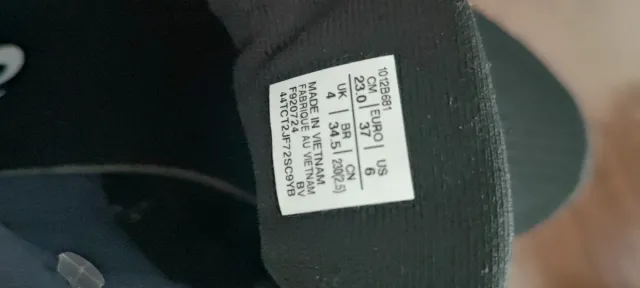 1012B681
CM | EURO | US
23.0 | 37 | 6
UK | BR | CN
4 | 34.5 | 230(2.5)
MADE IN VIETNAM
F920724 BV
FABRIQUE AU VIETNAM
44TCT2JF72SC9YB